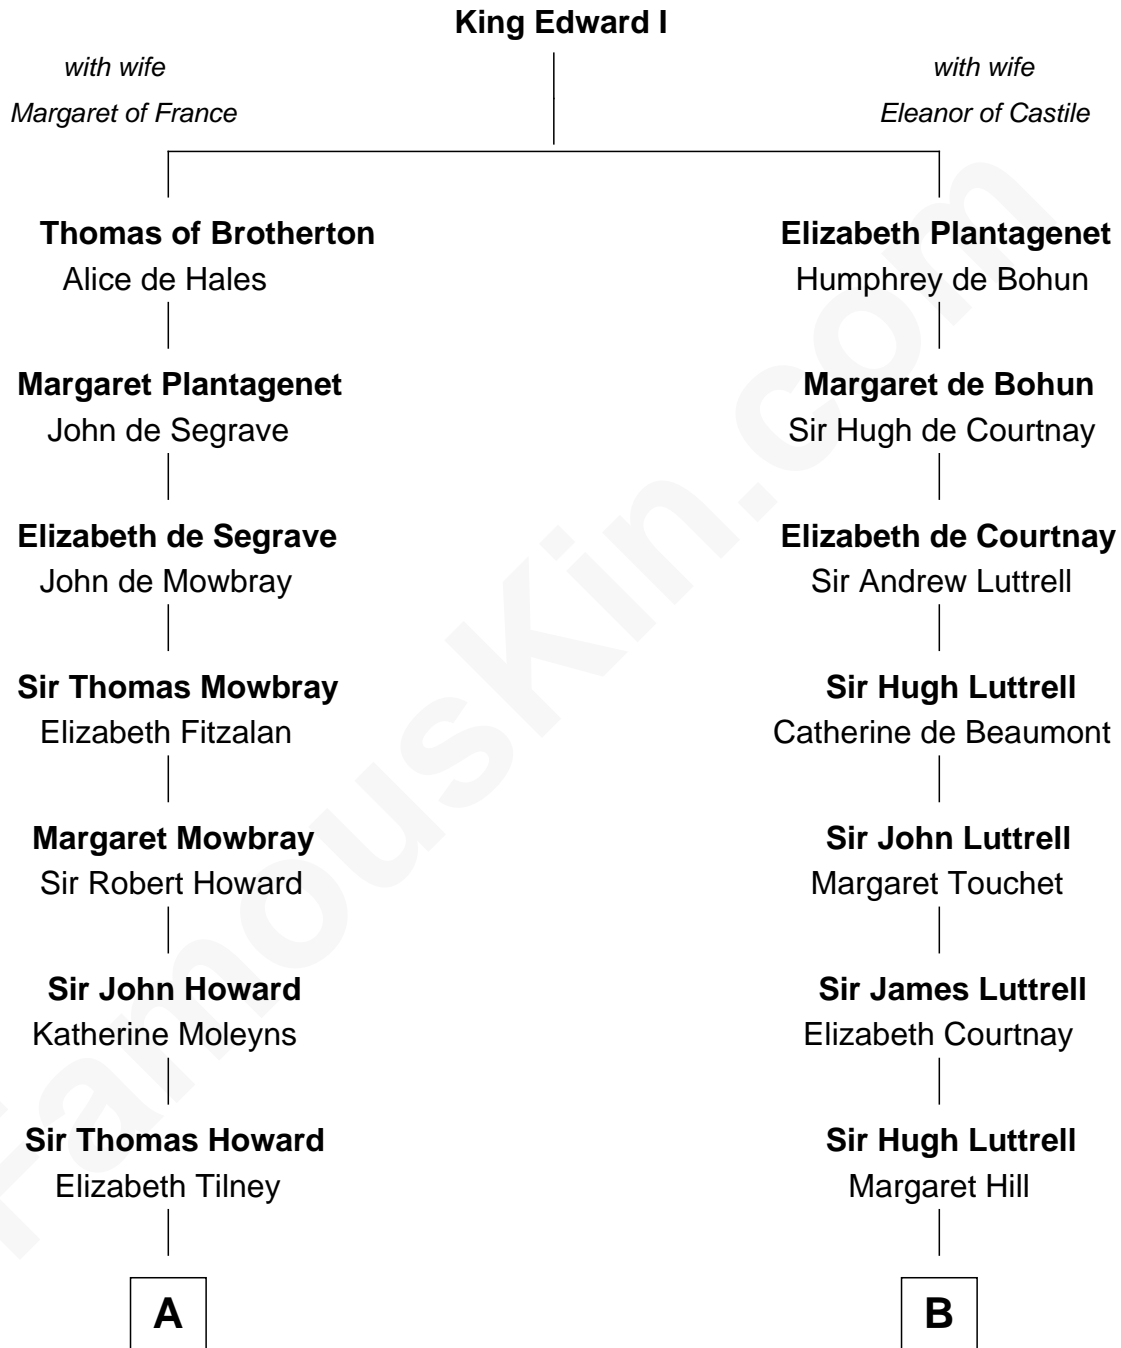 King Edward I
with wife
Margaret of France
with wife
Eleanor of Castile
Thomas of Brotherton
Alice de Hales
Elizabeth Plantagenet
Humphrey de Bohun
Margaret Plantagenet
John de Segrave
Margaret de Bohun
Sir Hugh de Courtnay
Elizabeth de Segrave
John de Mowbray
Elizabeth de Courtnay
Sir Andrew Luttrell
Sir Thomas Mowbray
Elizabeth Fitzalan
Sir Hugh Luttrell
Catherine de Beaumont
Margaret Mowbray
Sir Robert Howard
Sir John Luttrell
Margaret Touchet
Sir John Howard
Katherine Moleyns
Sir James Luttrell
Elizabeth Courtnay
Sir Thomas Howard
Elizabeth Tilney
Sir Hugh Luttrell
Margaret Hill
A
B
FamousKin.com